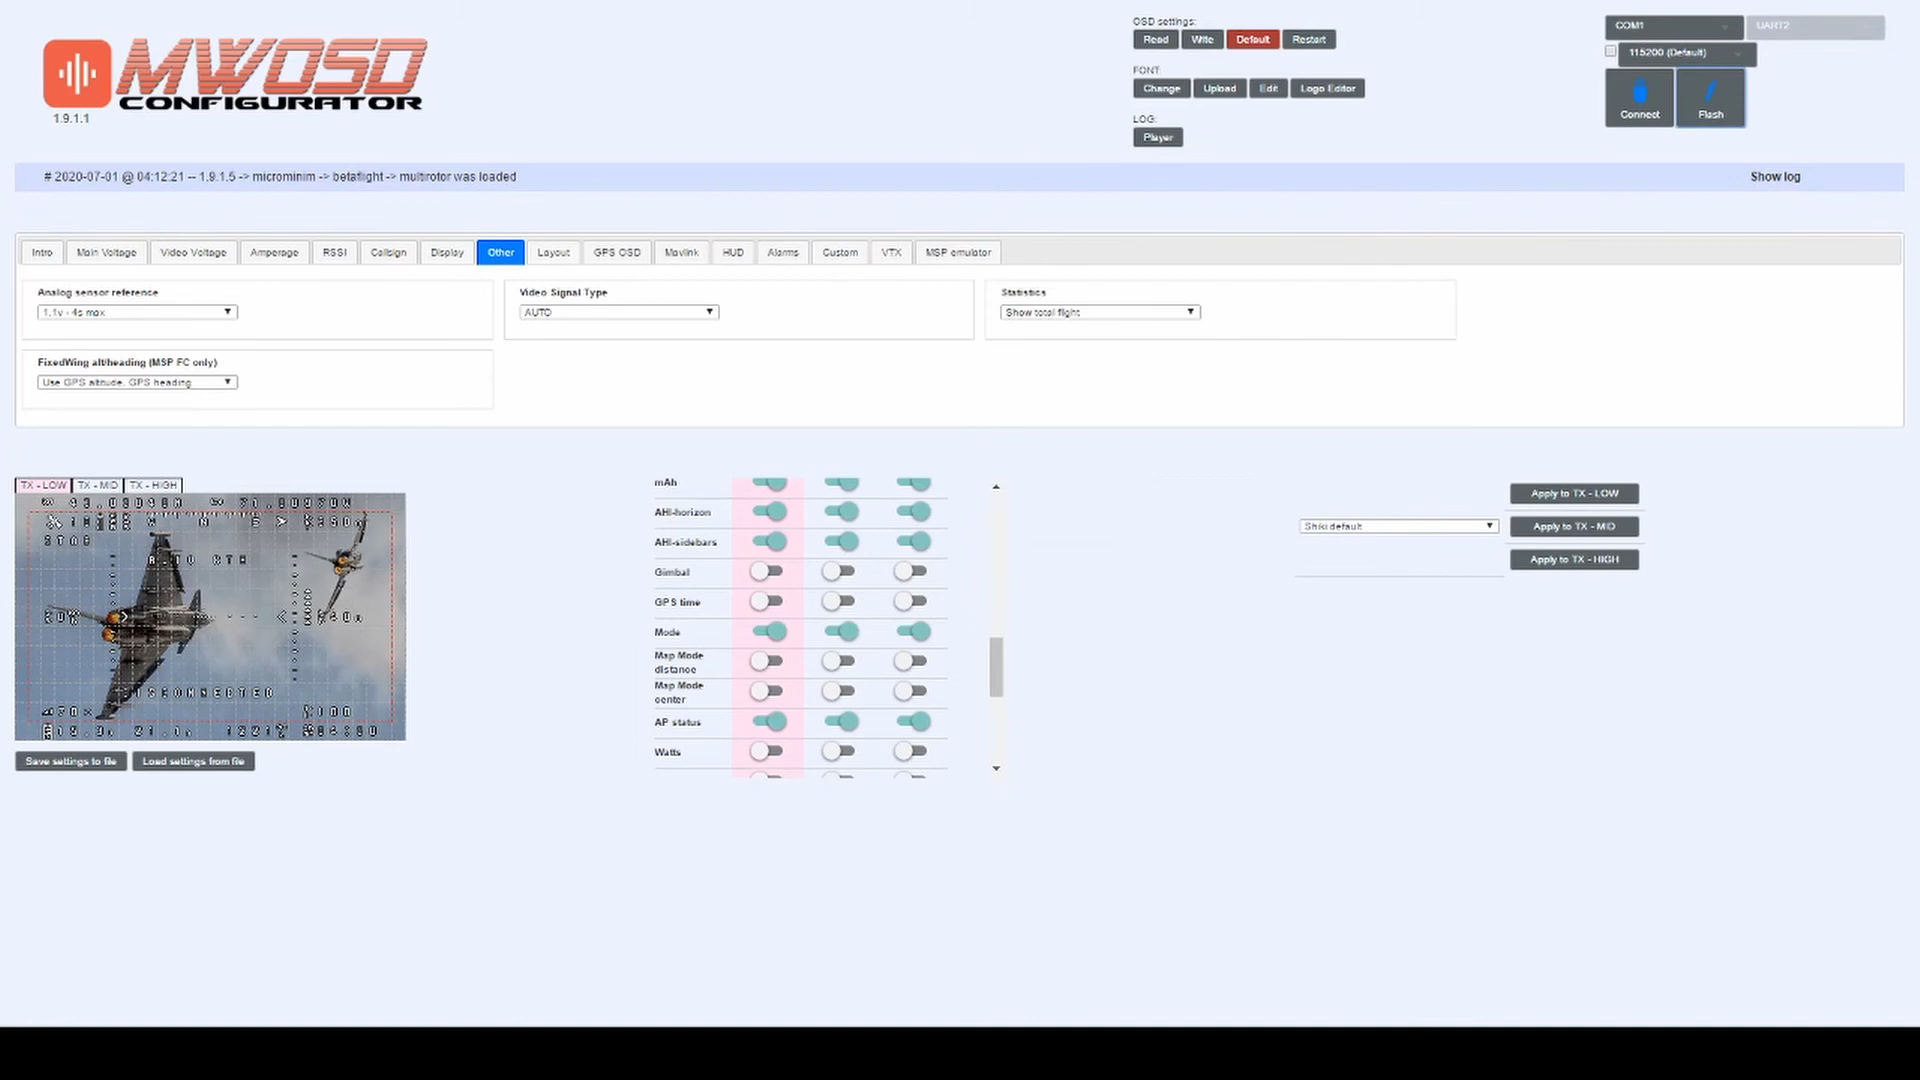 MWOSD
CONFIGURATOR
1.9.1.1
OSD settings:
Read Write Default Restart
FONT:
Change Upload Edit Logo Editor
LOG:
Player
COM1 UART2
115200 (Default)
Connect Flash
# 2020-07-01 @ 04:12:21 -- 1.9.1.5 -> microminim -> betaflight -> multirotor was loaded
Show log
Intro Main Voltage Video Voltage Amperage RSSI Callsign Display Other Layout GPS OSD Mavlink HUD Alarms Custom VTX MSP emulator
Analog sensor reference
1.1v - 4s max
Video Signal Type
AUTO
Statistics
Show total flight
FixedWing alt/heading (MSP FC only)
Use GPS altitude, GPS heading
TX - LOW TX - MID TX - HIGH
DISCONNECTED
Save settings to file Load settings from file
mAh
AHI-horizon
AHI-sidebars
Gimbal
GPS time
Mode
Map Mode
distance
Map Mode
center
AP status
Watts
Shiki default
Apply to TX - LOW
Apply to TX - MID
Apply to TX - HIGH